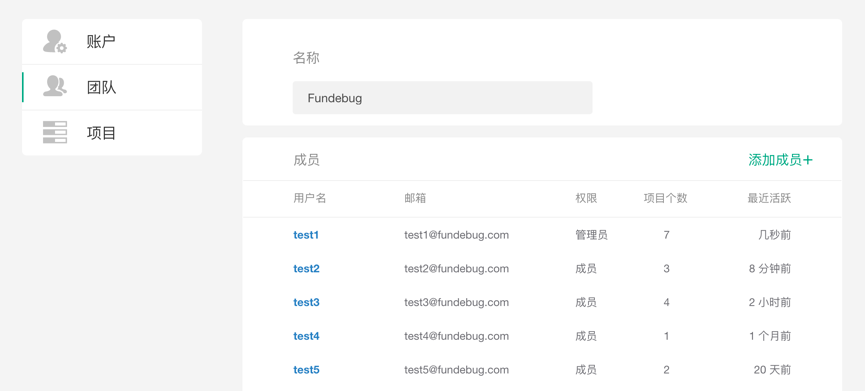 账户
团队
项目
名称
Fundebug
成员 添加成员+
用户名 邮箱 权限 项目个数 最近活跃
test1 test1@fundebug.com 管理员 7 几秒前
test2 test2@fundebug.com 成员 3 8 分钟前
test3 test3@fundebug.com 成员 4 2 小时前
test4 test4@fundebug.com 成员 1 1 个月前
test5 test5@fundebug.com 成员 2 20 天前